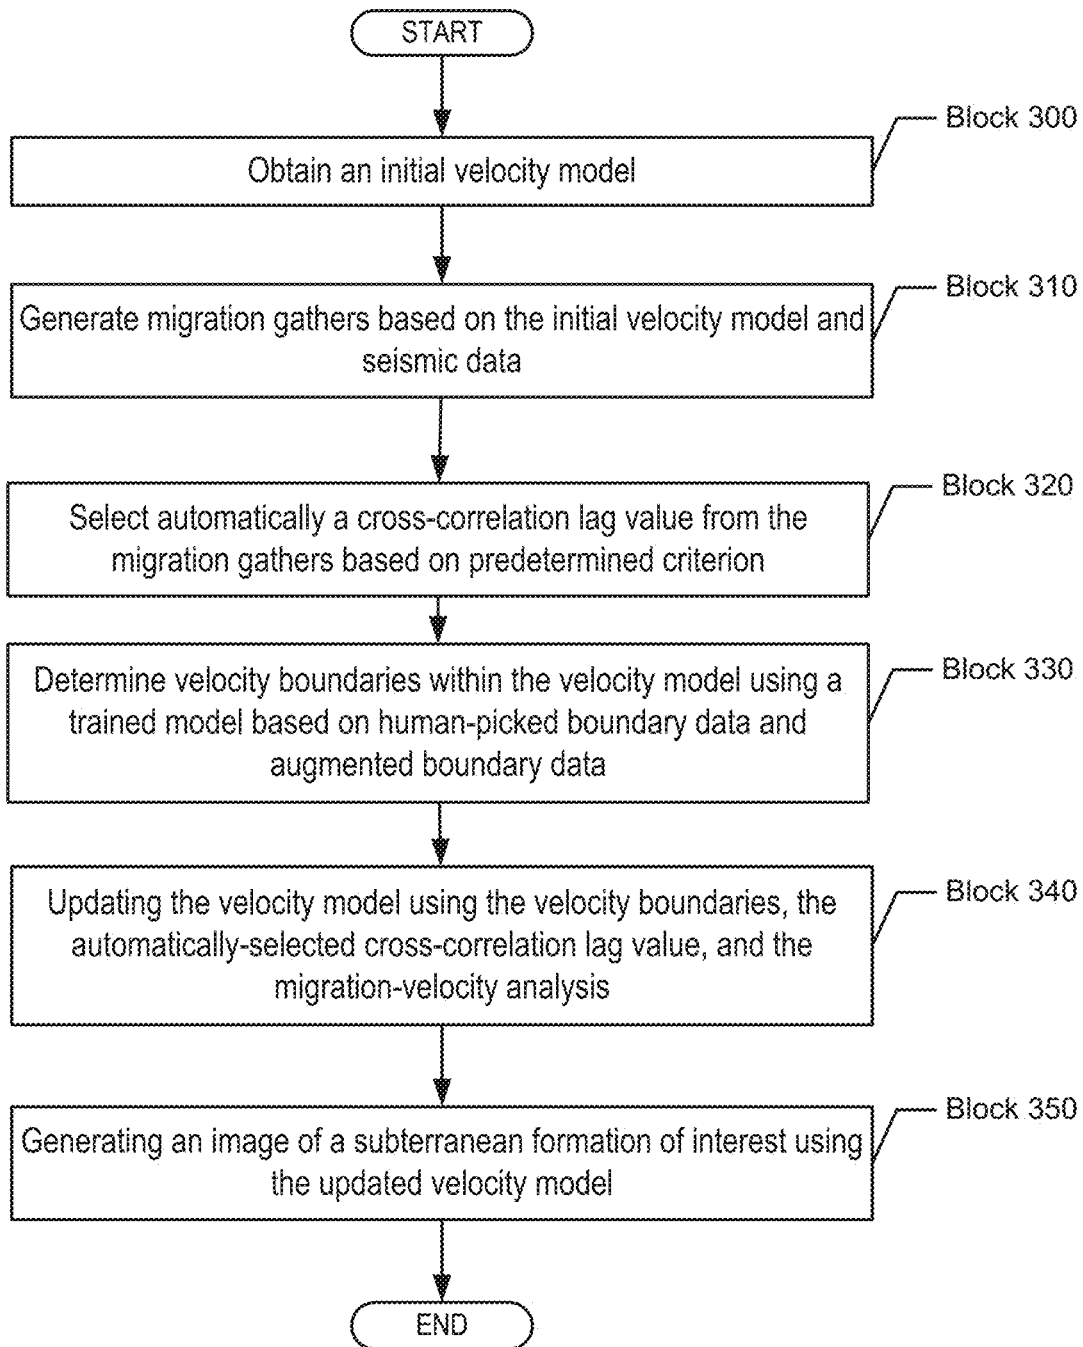 START
Block 300
Obtain an initial velocity model
Block 310
Generate migration gathers based on the initial velocity model and
seismic data
Block 320
Select automatically a cross-correlation lag value from the
migration gathers based on predetermined criterion
Block 330
Determine velocity boundaries within the velocity model using a
trained model based on human-picked boundary data and
augmented boundary data
Block 340
Updating the velocity model using the velocity boundaries, the
automatically-selected cross-correlation lag value, and the
migration-velocity analysis
Block 350
Generating an image of a subterranean formation of interest using
the updated velocity model
END